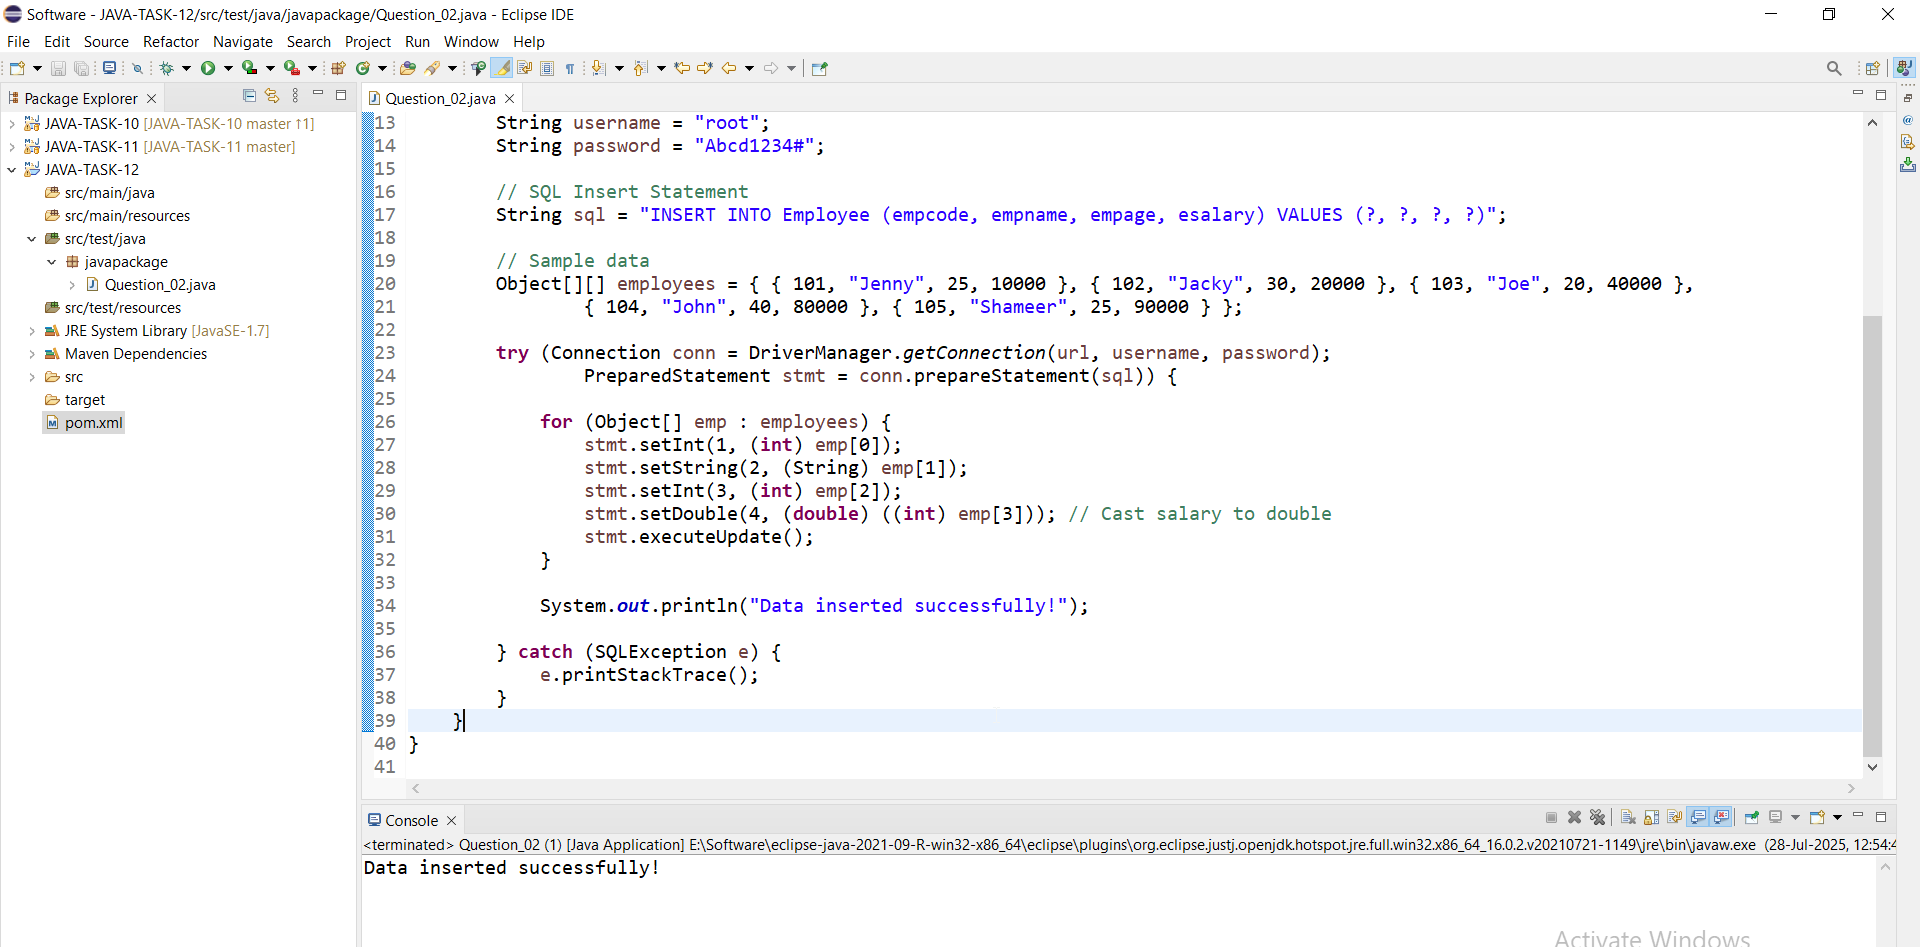 Software - JAVA-TASK-12/src/test/java/javapackage/Question_02.java - Eclipse IDE
File Edit Source Refactor Navigate Search Project Run Window Help
Package Explorer
JAVA-TASK-10 [JAVA-TASK-10 master ↑1]
JAVA-TASK-11 [JAVA-TASK-11 master]
JAVA-TASK-12
src/main/java
src/main/resources
src/test/java
javapackage
Question_02.java
src/test/resources
JRE System Library [JavaSE-1.7]
Maven Dependencies
src
target
pom.xml
Question_02.java
13 String username = "root";
14 String password = "Abcd1234#";
15
16 // SQL Insert Statement
17 String sql = "INSERT INTO Employee (empcode, empname, empage, esalary) VALUES (?, ?, ?, ?)";
18
19 // Sample data
20 Object[][] employees = { { 101, "Jenny", 25, 10000 }, { 102, "Jacky", 30, 20000 }, { 103, "Joe", 20, 40000 },
21 { 104, "John", 40, 80000 }, { 105, "Shameer", 25, 90000 } };
22
23 try (Connection conn = DriverManager.getConnection(url, username, password);
24 PreparedStatement stmt = conn.prepareStatement(sql)) {
25
26 for (Object[] emp : employees) {
27 stmt.setInt(1, (int) emp[0]);
28 stmt.setString(2, (String) emp[1]);
29 stmt.setInt(3, (int) emp[2]);
30 stmt.setDouble(4, (double) ((int) emp[3])); // Cast salary to double
31 stmt.executeUpdate();
32 }
33
34 System.out.println("Data inserted successfully!");
35
36 } catch (SQLException e) {
37 e.printStackTrace();
38 }
39 }
40 }
41
Console
<terminated> Question_02 (1) [Java Application] E:\Software\eclipse-java-2021-09-R-win32-x86_64\eclipse\plugins\org.eclipse.justj.openjdk.hotspot.jre.full.win32.x86_64_16.0.2.v20210721-1149\jre\bin\javaw.exe (28-Jul-2025, 12:54:4
Data inserted successfully!
Activate Windows